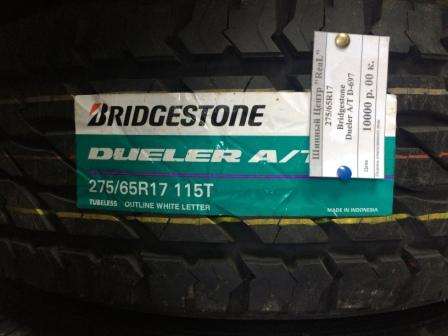 BRIDGESTONE
DUELER A/T
275/65R17 115T
TUBELESS OUTLINE WHITE LETTER
MADE IN INDONESIA
Шинный Центр "ReaL"
275/65R17
Bridgestone
Dueler A/T D-697
Цена
10000 р. 00 к.